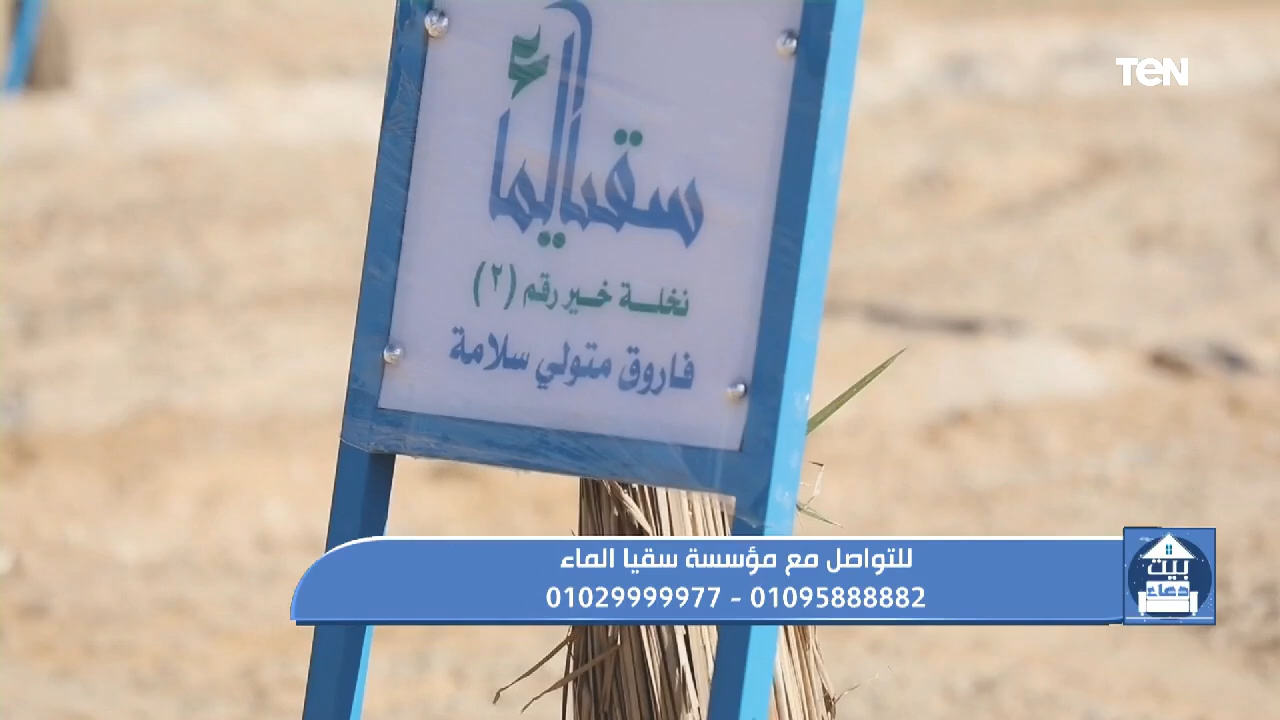 TEN
سقيا الماء
نخلة خير رقم (٢)
فاروق متولي سلامة
للتواصل مع مؤسسة سقيا الماء
01029999977 - 01095888882
بيت
دعاء